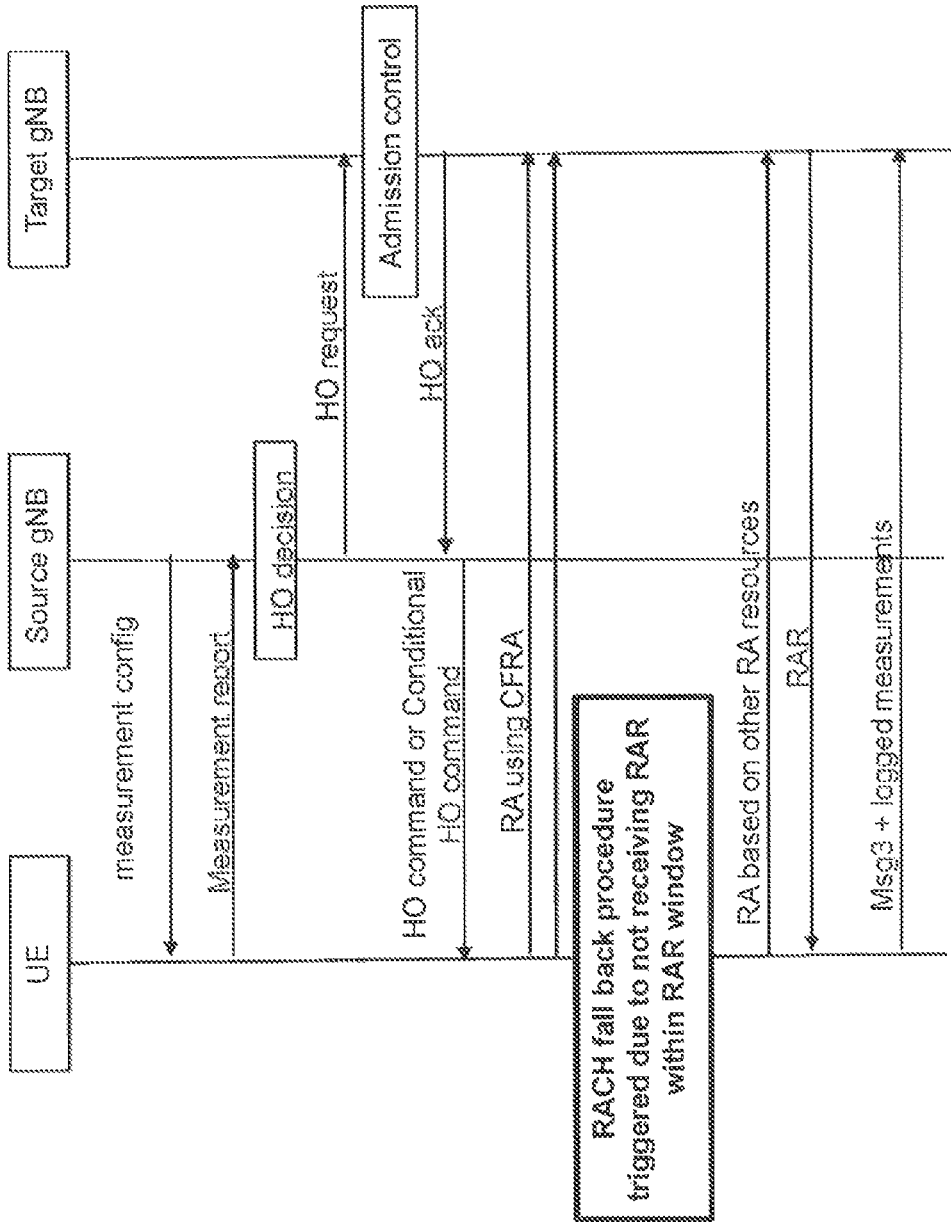 UE
Source gNB
Target gNB
measurement config
Measurement report
HO decision
HO request
Admission control
HO ack
HO command or Conditional
HO command
RA using CFRA
RACH fall back procedure
triggered due to not receiving RAR
within RAR window
RA based on other RA resources
RAR
Msg3 + logged measurements